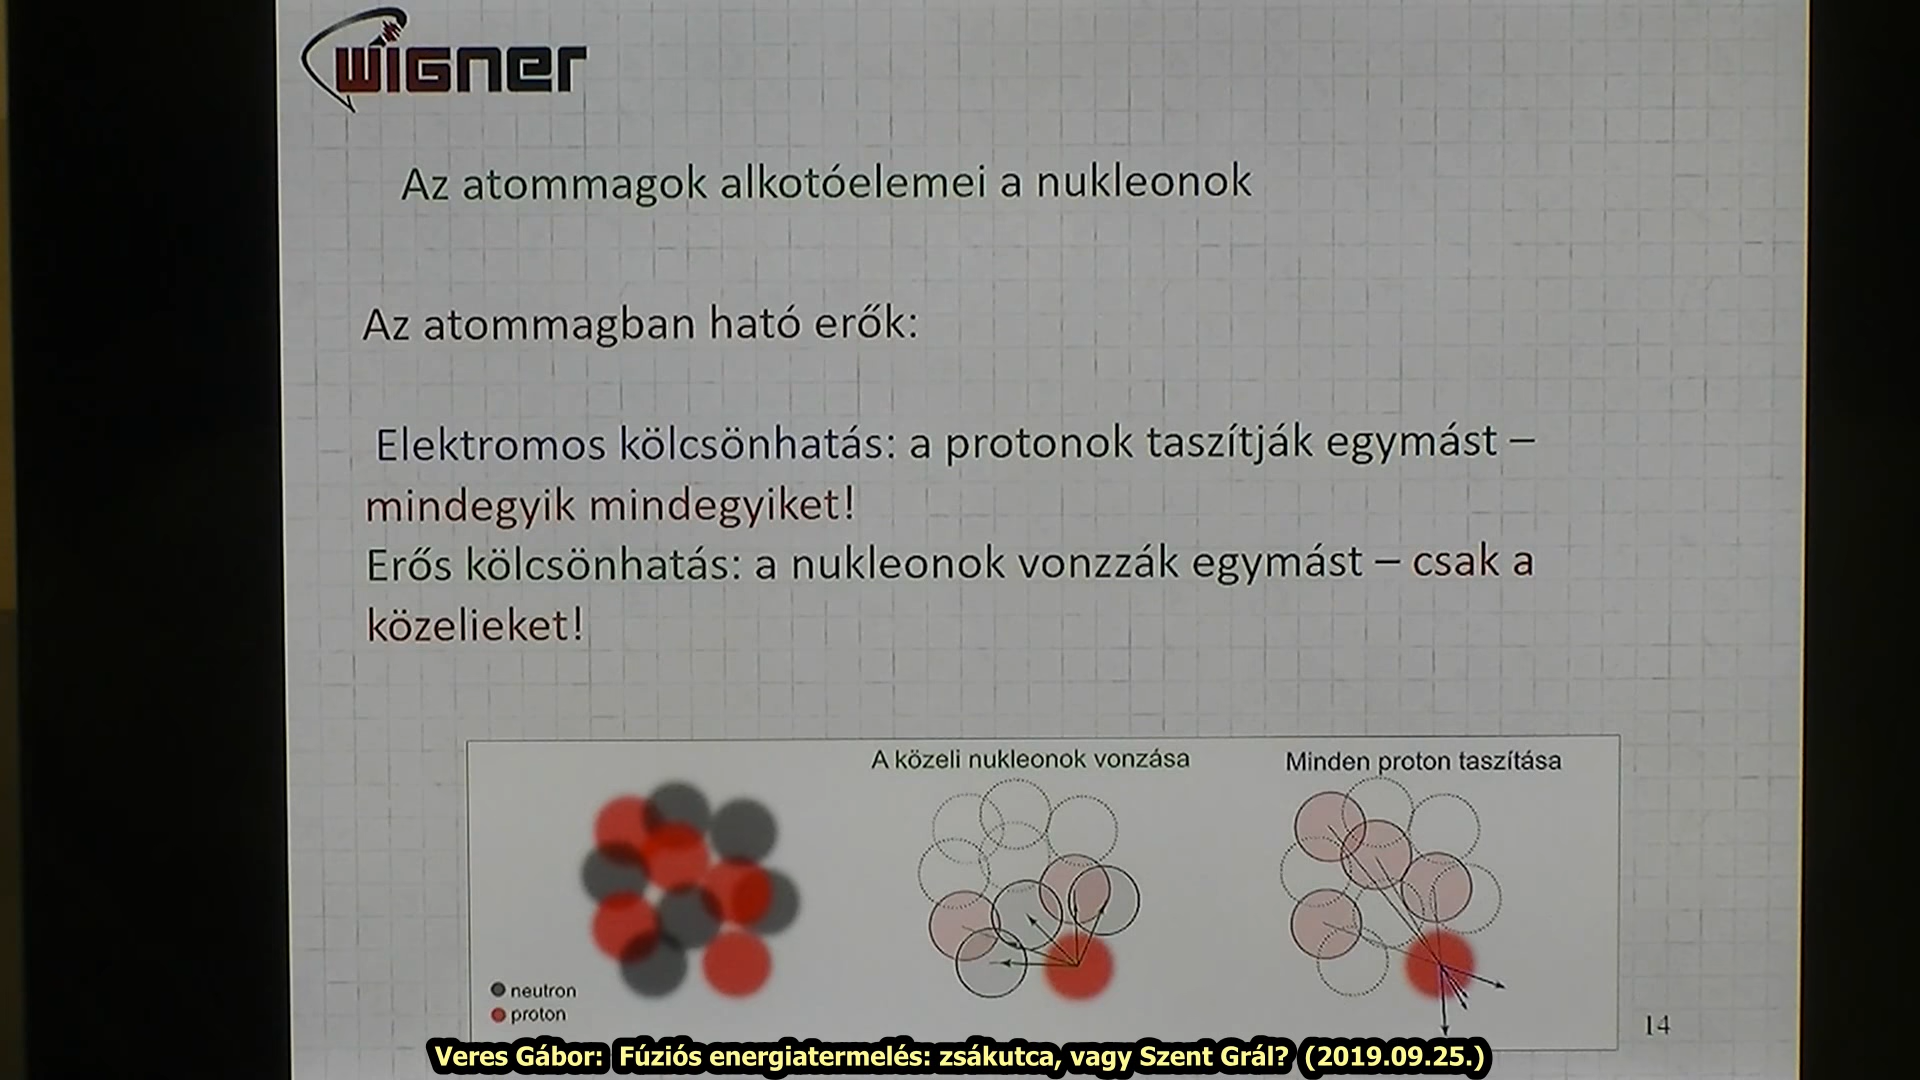 wigner
Az atommagok alkotóelemei a nukleonok
Az atommagban ható erők:
Elektromos kölcsönhatás: a protonok taszítják egymást –
mindegyik mindegyiket!
Erős kölcsönhatás: a nukleonok vonzzák egymást – csak a
közelieket!
A közeli nukleonok vonzása
Minden proton taszítása
neutron
proton
14
Veres Gábor: Fúziós energiatermelés: zsákutca, vagy Szent Grál? (2019.09.25.)